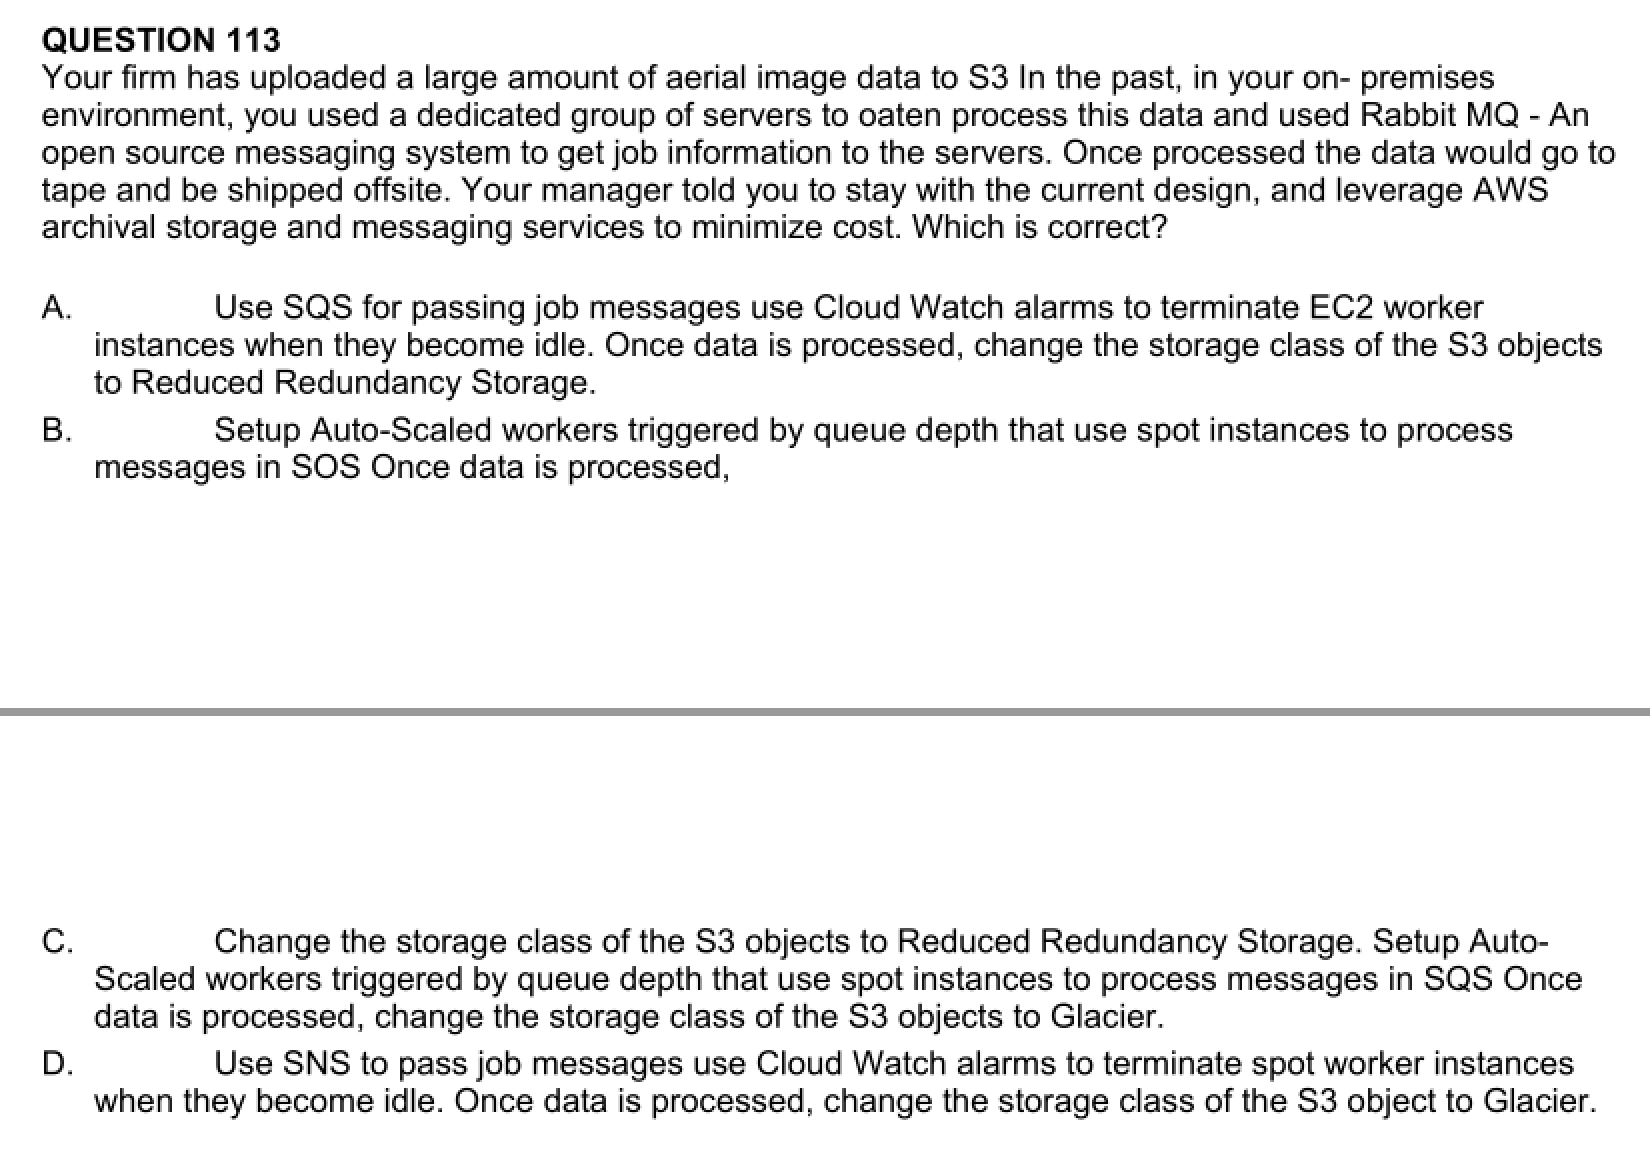 QUESTION 113
Your firm has uploaded a large amount of aerial image data to S3 In the past, in your on- premises
environment, you used a dedicated group of servers to oaten process this data and used Rabbit MQ - An
open source messaging system to get job information to the servers. Once processed the data would go to
tape and be shipped offsite. Your manager told you to stay with the current design, and leverage AWS
archival storage and messaging services to minimize cost. Which is correct?
A. Use SQS for passing job messages use Cloud Watch alarms to terminate EC2 worker
instances when they become idle. Once data is processed, change the storage class of the S3 objects
to Reduced Redundancy Storage.
B. Setup Auto-Scaled workers triggered by queue depth that use spot instances to process
messages in SOS Once data is processed,
C. Change the storage class of the S3 objects to Reduced Redundancy Storage. Setup Auto-
Scaled workers triggered by queue depth that use spot instances to process messages in SQS Once
data is processed, change the storage class of the S3 objects to Glacier.
D. Use SNS to pass job messages use Cloud Watch alarms to terminate spot worker instances
when they become idle. Once data is processed, change the storage class of the S3 object to Glacier.